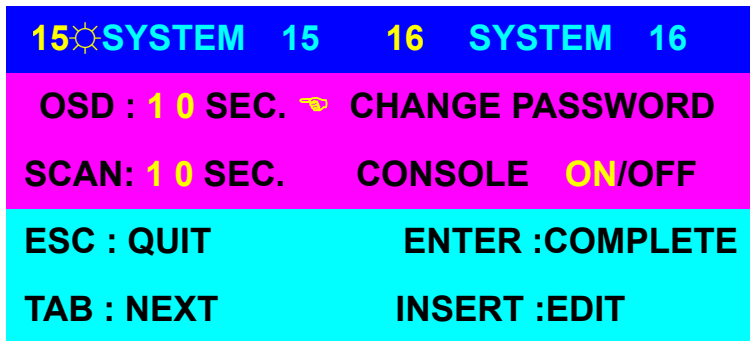 15☼SYSTEM 15 16 SYSTEM 16
OSD : 1 0 SEC. ☜ CHANGE PASSWORD
SCAN: 1 0 SEC. CONSOLE ON/OFF
ESC : QUIT ENTER :COMPLETE
TAB : NEXT INSERT :EDIT